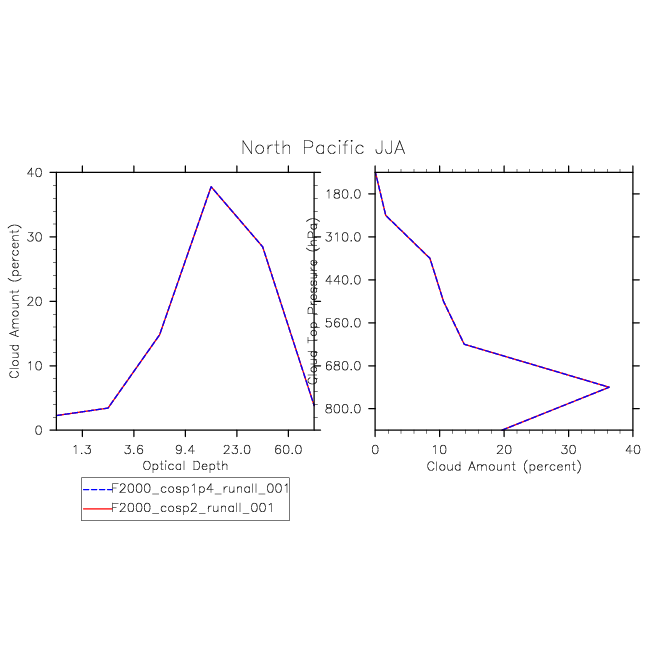 North Pacific JJA
Cloud Amount (percent)
40
30
20
10
0
1.3 3.6 9.4 23.0 60.0
Optical Depth
Cloud Top Pressure (hPa)
180.0
310.0
440.0
560.0
680.0
800.0
0 10 20 30 40
Cloud Amount (percent)
F2000_cosp1p4_runall_001
F2000_cosp2_runall_001